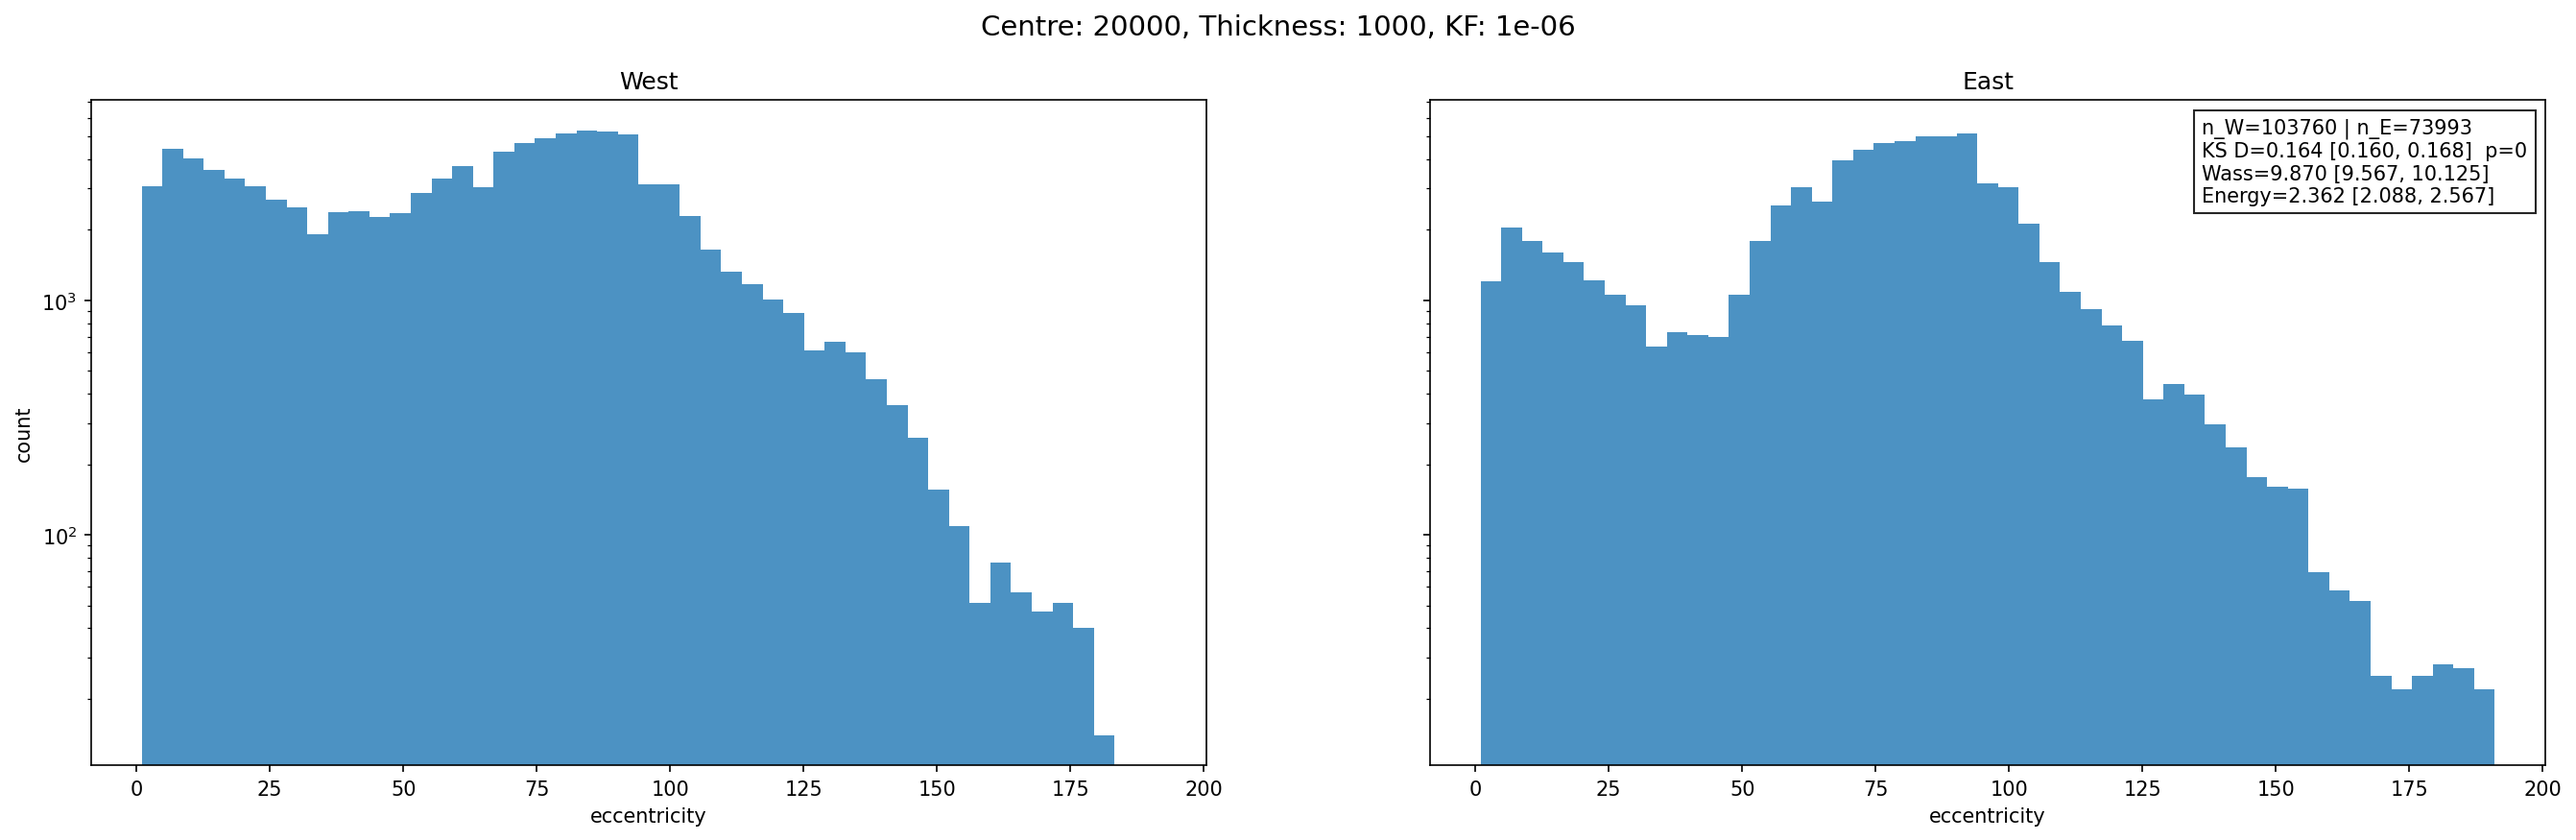 Centre: 20000, Thickness: 1000, KF: 1e-06
West
East
n_W=103760 | n_E=73993
KS D=0.164 [0.160, 0.168]  p=0
Wass=9.870 [9.567, 10.125]
Energy=2.362 [2.088, 2.567]
count
10³
10²
0 25 50 75 100 125 150 175 200
0 25 50 75 100 125 150 175 200
eccentricity
eccentricity